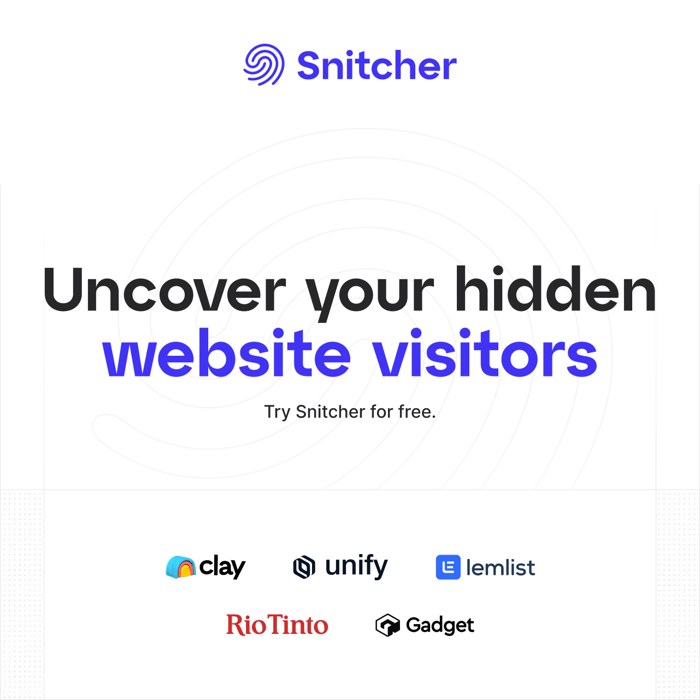 Snitcher
Uncover your hidden
website visitors
Try Snitcher for free.
clay unify lemlist
RioTinto Gadget